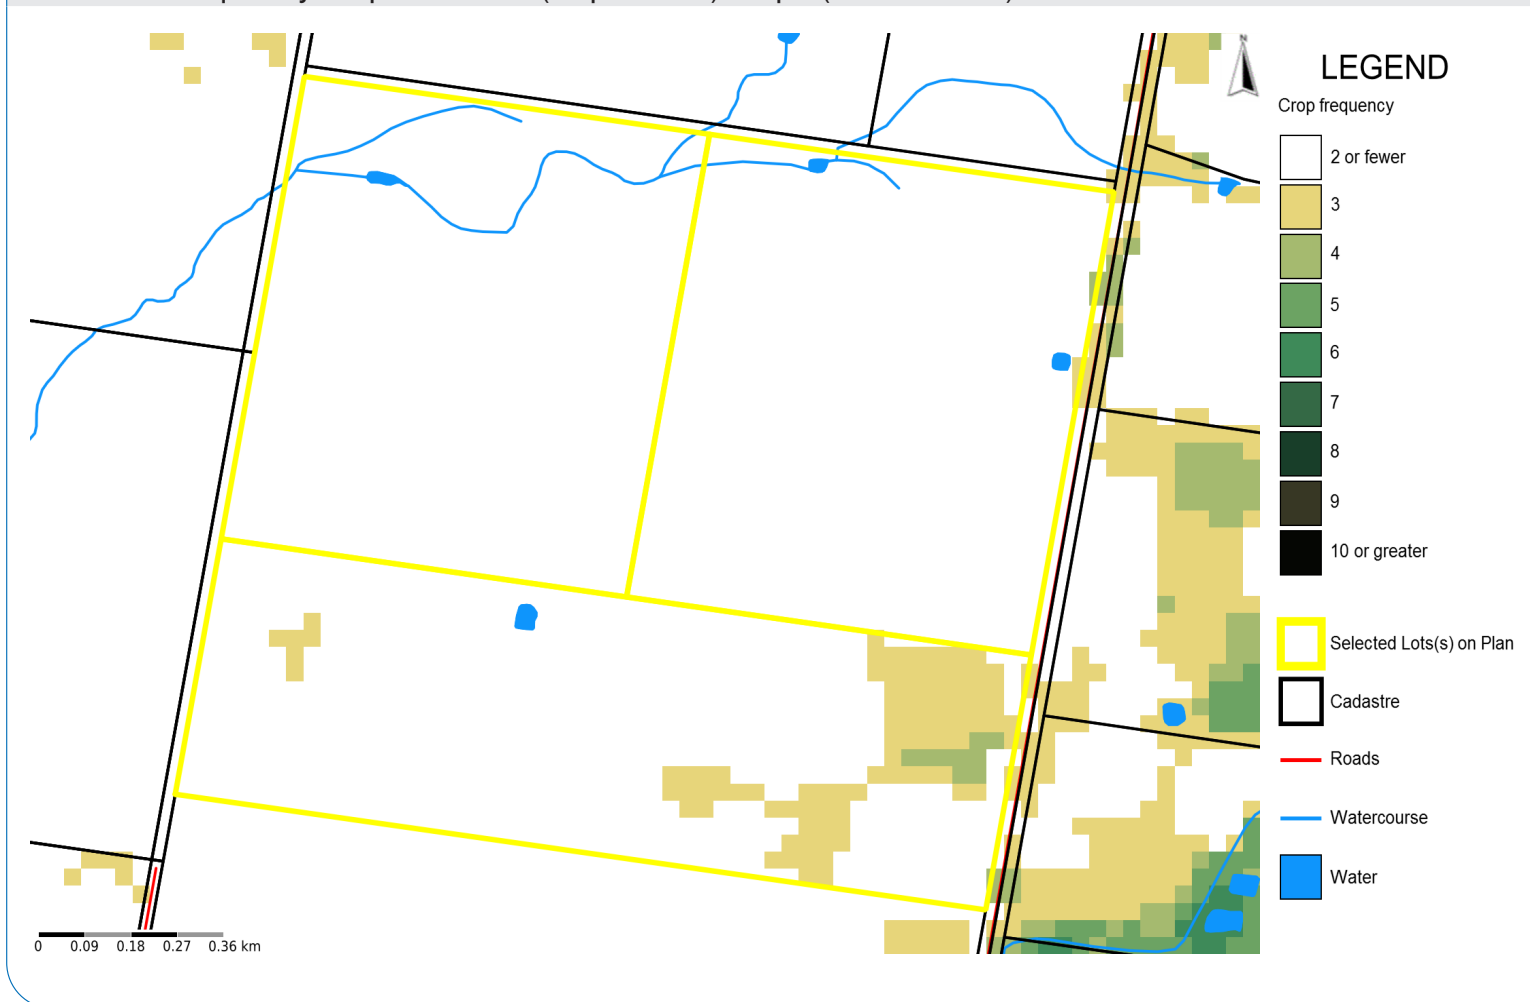 N
LEGEND
Crop frequency
2 or fewer
3
4
5
6
7
8
9
10 or greater
Selected Lots(s) on Plan
Cadastre
Roads
Watercourse
Water
0 0.09 0.18 0.27 0.36 km